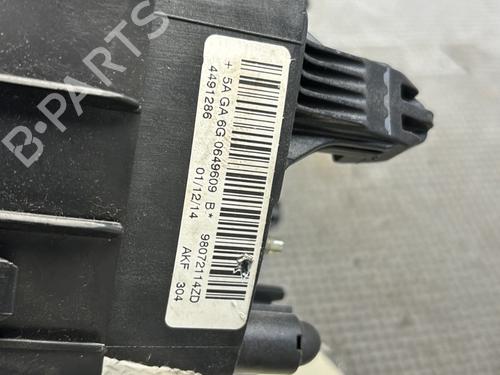 + 5A GA 6G 0649609 B *
4491286
01/12/14
98072114ZD
AKF 304
B-PARTS